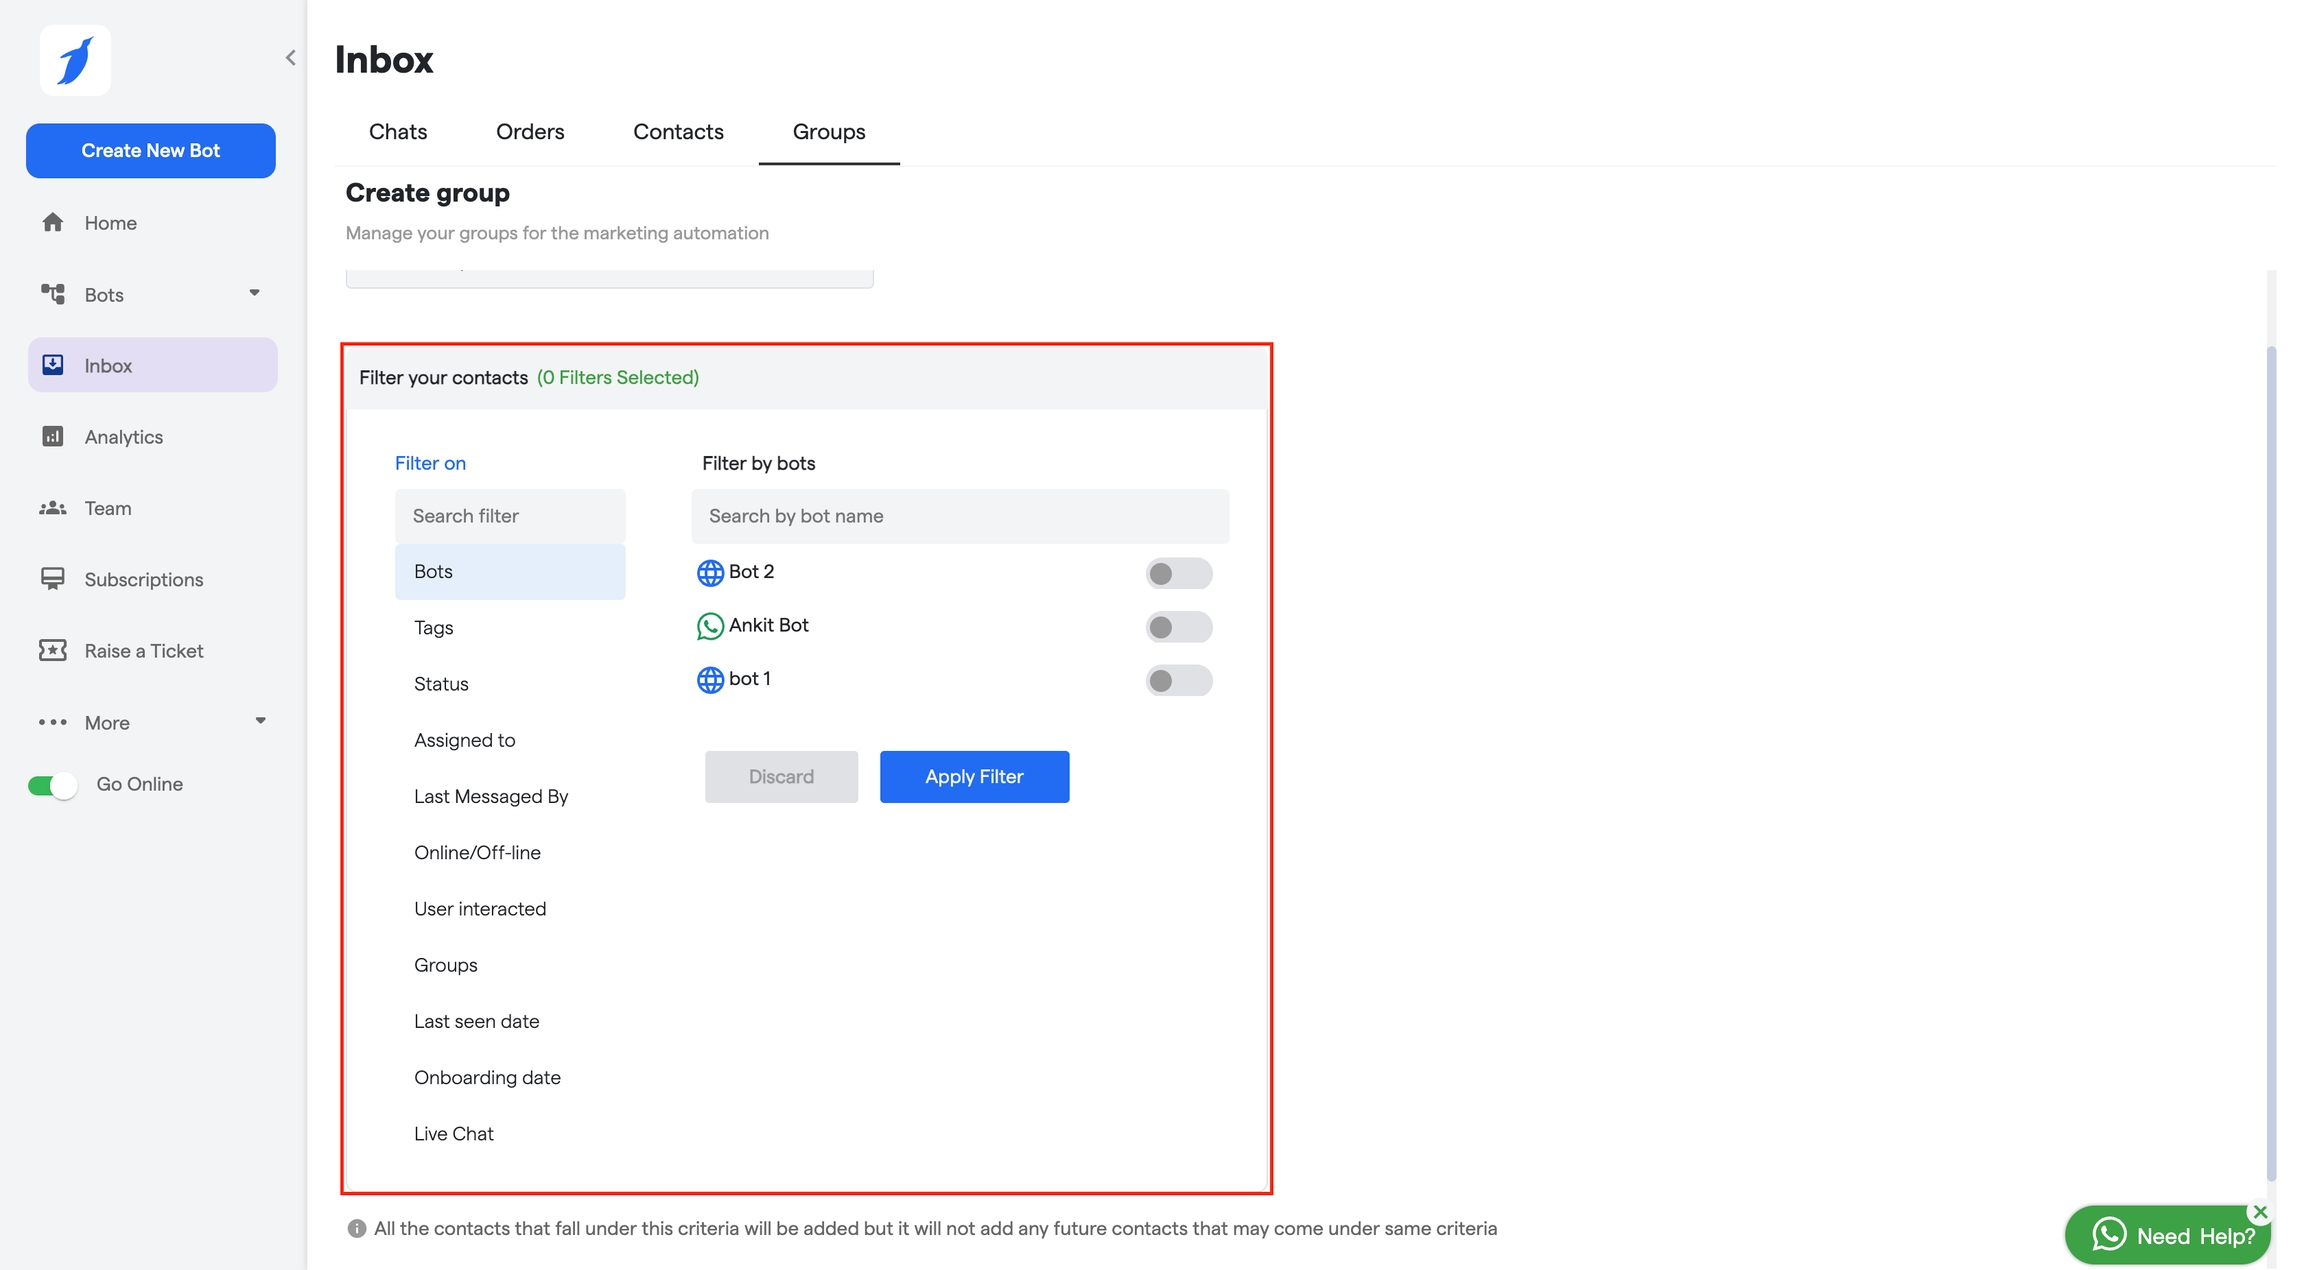 Inbox
Create New Bot
Home
Bots
Inbox
Analytics
Team
Subscriptions
Raise a Ticket
More
Go Online
Chats
Orders
Contacts
Groups
Create group
Manage your groups for the marketing automation
Filter your contacts (0 Filters Selected)
Filter on
Search filter
Bots
Tags
Status
Assigned to
Last Messaged By
Online/Off-line
User interacted
Groups
Last seen date
Onboarding date
Live Chat
Filter by bots
Search by bot name
Bot 2
Ankit Bot
bot 1
Discard
Apply Filter
All the contacts that fall under this criteria will be added but it will not add any future contacts that may come under same criteria
Need Help?